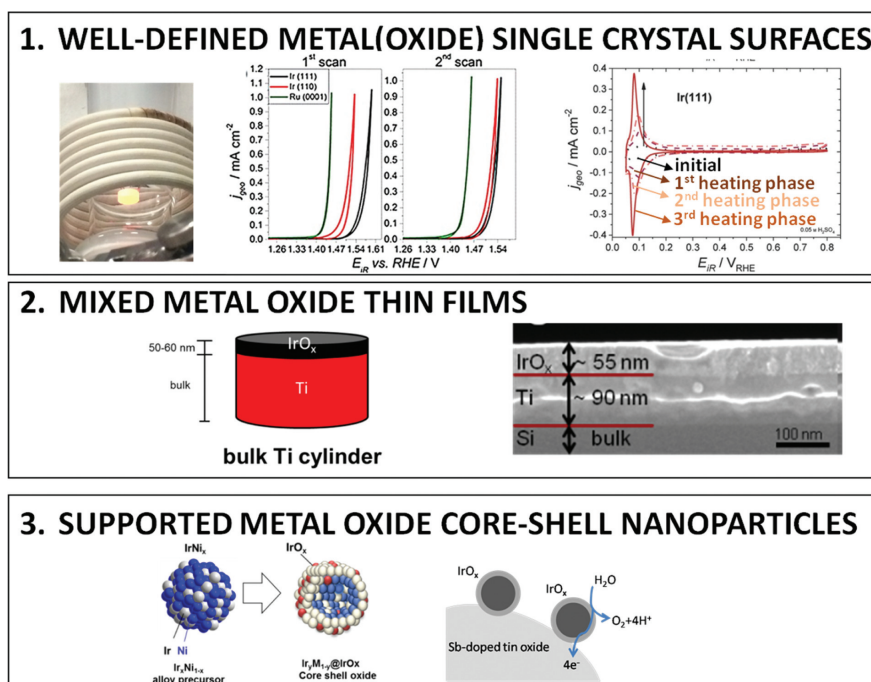 1. WELL-DEFINED METAL(OXIDE) SINGLE CRYSTAL SURFACES
1st scan
2nd scan
Ir (111)
Ir (110)
Ru (0001)
jgeo / mA cm-2
1.2
1.1
1.0
0.9
0.8
0.7
0.6
0.5
0.4
0.3
0.2
0.1
0.0
1.26 1.33 1.40 1.47 1.54 1.61
1.26 1.33 1.40 1.47 1.54
EiR vs. RHE / V
Ir(111)
jgeo / mA cm-2
0.4
0.3
0.2
0.1
0.0
-0.1
-0.2
-0.3
-0.4
initial
1st heating phase
2nd heating phase
3rd heating phase
0.05 M H2SO4
0.0 0.1 0.2 0.3 0.4 0.5 0.6 0.7 0.8
EiR / VRHE
2. MIXED METAL OXIDE THIN FILMS
50-60 nm
IrOx
bulk
Ti
bulk Ti cylinder
IrOx ~ 55 nm
Ti ~ 90 nm
Si bulk
100 nm
3. SUPPORTED METAL OXIDE CORE-SHELL NANOPARTICLES
IrNix
Ir Ni
IrxNi1-x
alloy precursor
IrOx
IryM1-y@IrOx
Core shell oxide
IrOx
IrOx
H2O
O2+4H+
Sb-doped tin oxide
4e-